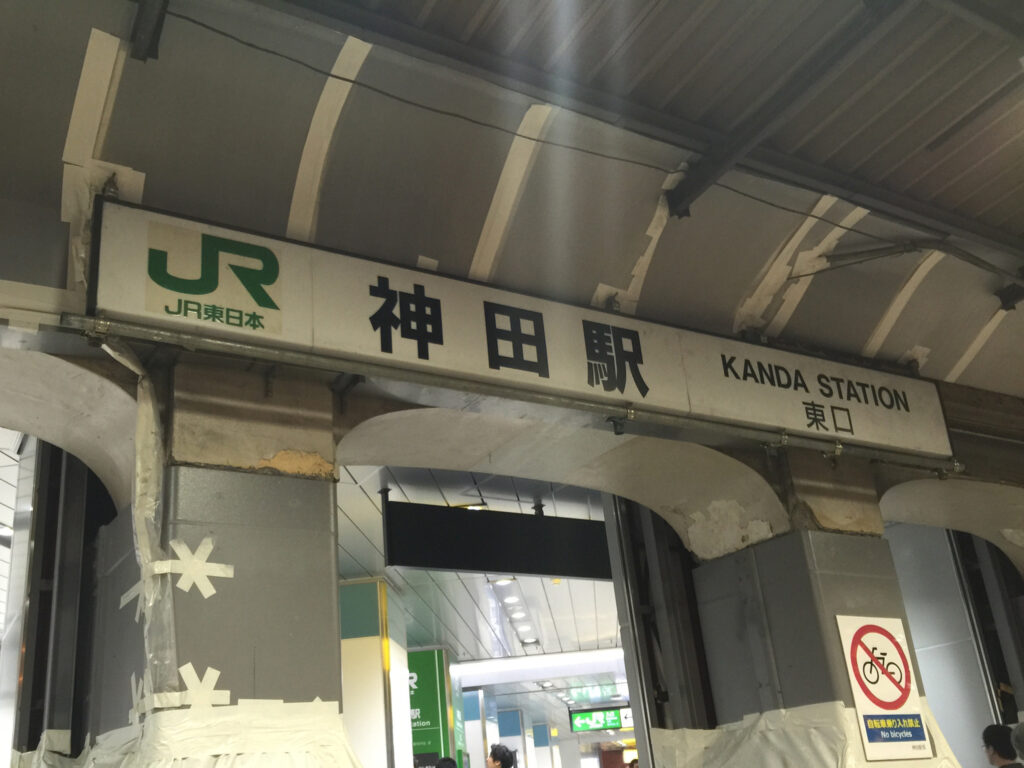 JR
JR東日本
神田駅
KANDA STATION
東口
自転車乗り入れ禁止
No bicycles